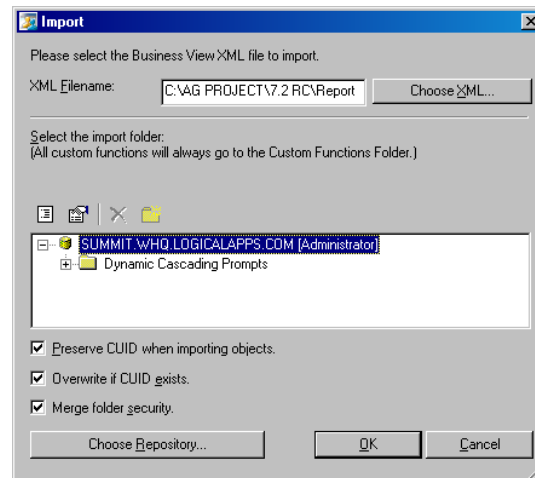 Import
Please select the Business View XML file to import.
XML Filename: C:\AG PROJECT\7.2 RC\Report Choose XML...
Select the import folder:
(All custom functions will always go to the Custom Functions Folder.)
SUMMIT.WHQ.LOGICALAPPS.COM [Administrator]
Dynamic Cascading Prompts
Preserve CUID when importing objects.
Overwrite if CUID exists.
Merge folder security.
Choose Repository... OK Cancel